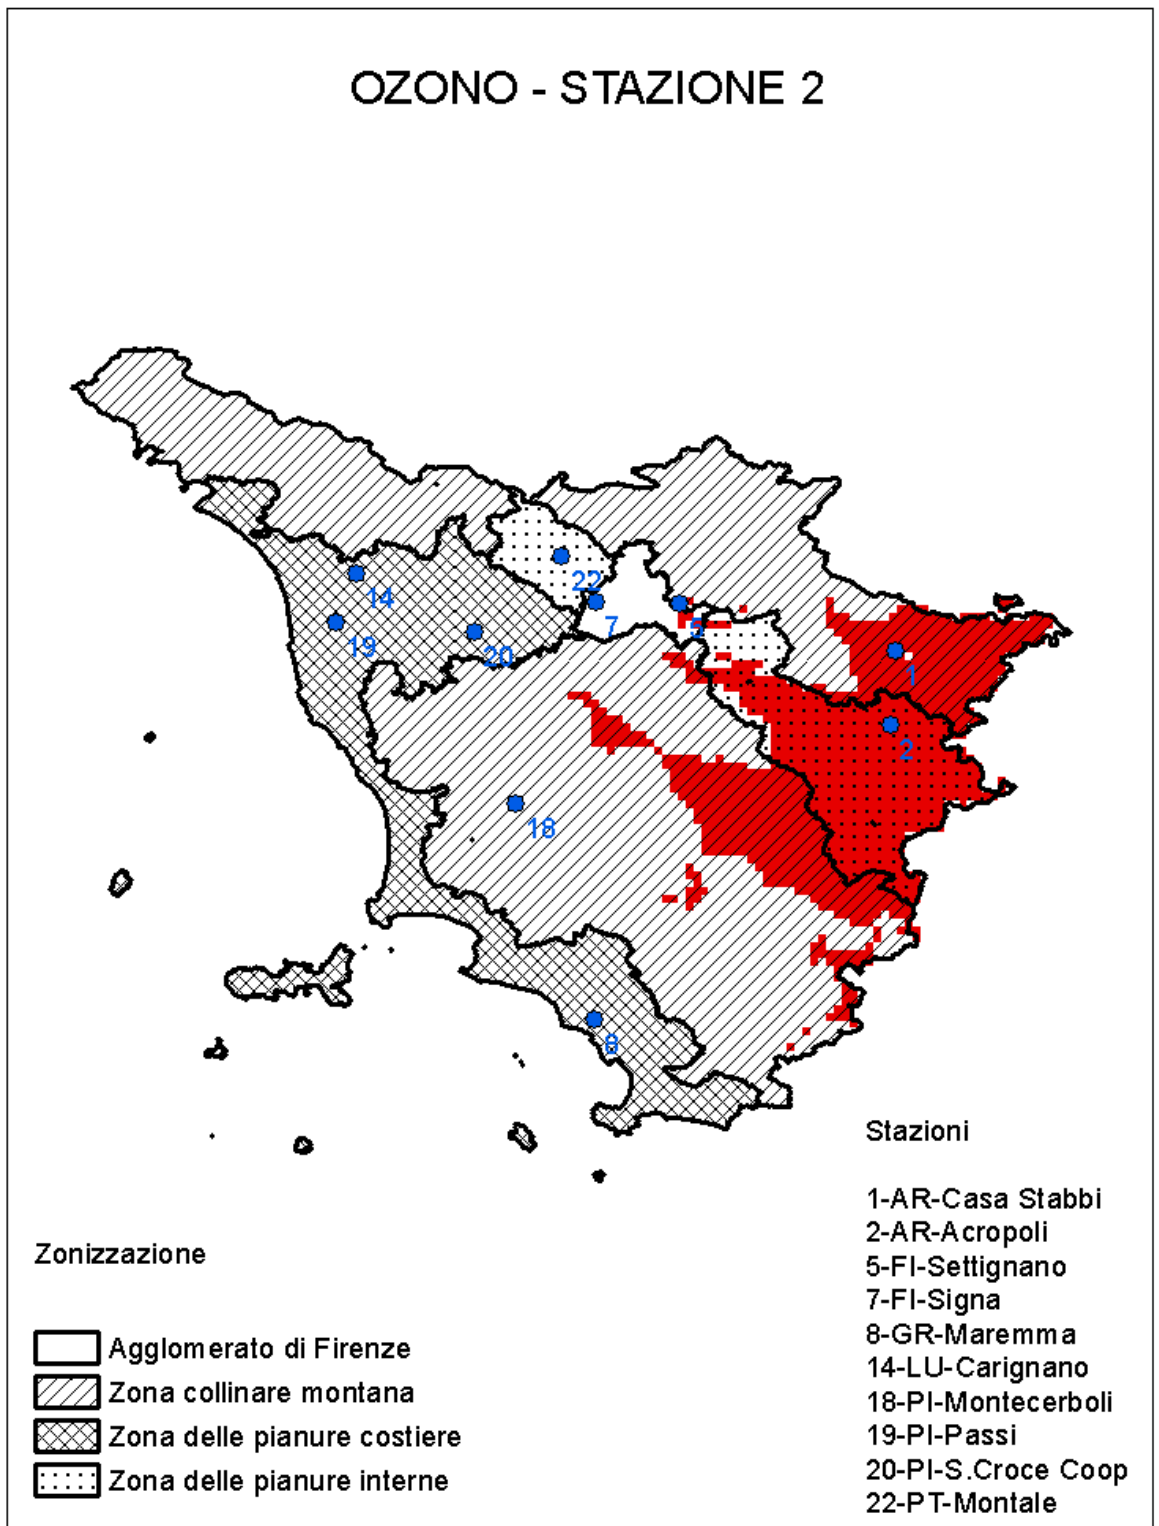 OZONO - STAZIONE 2
22
14
7
5
19
20
1
2
18
8
Stazioni
1-AR-Casa Stabbi
2-AR-Acropoli
5-FI-Settignano
7-FI-Signa
8-GR-Maremma
14-LU-Carignano
18-PI-Montecerboli
19-PI-Passi
20-PI-S.Croce Coop
22-PT-Montale
Zonizzazione
Agglomerato di Firenze
Zona collinare montana
Zona delle pianure costiere
Zona delle pianure interne